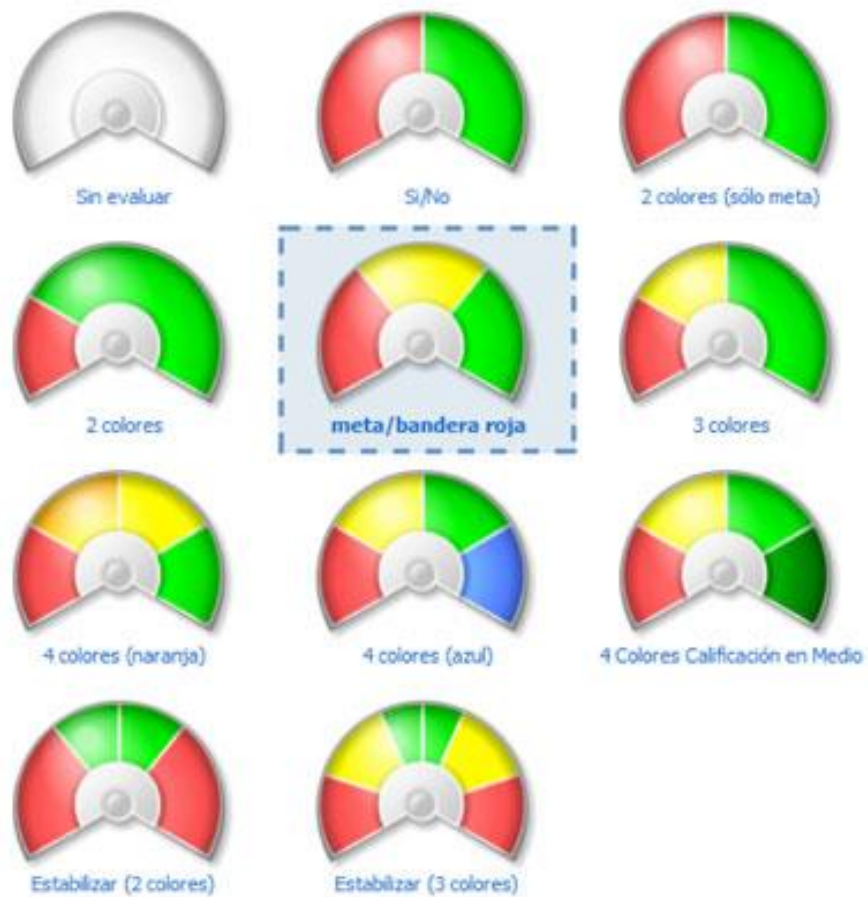 Sin evaluar
Si/No
2 colores (sólo meta)
2 colores
meta/bandera roja
3 colores
4 colores (naranja)
4 colores (azul)
4 Colores Calificación en Medio
Estabilizar (2 colores)
Estabilizar (3 colores)